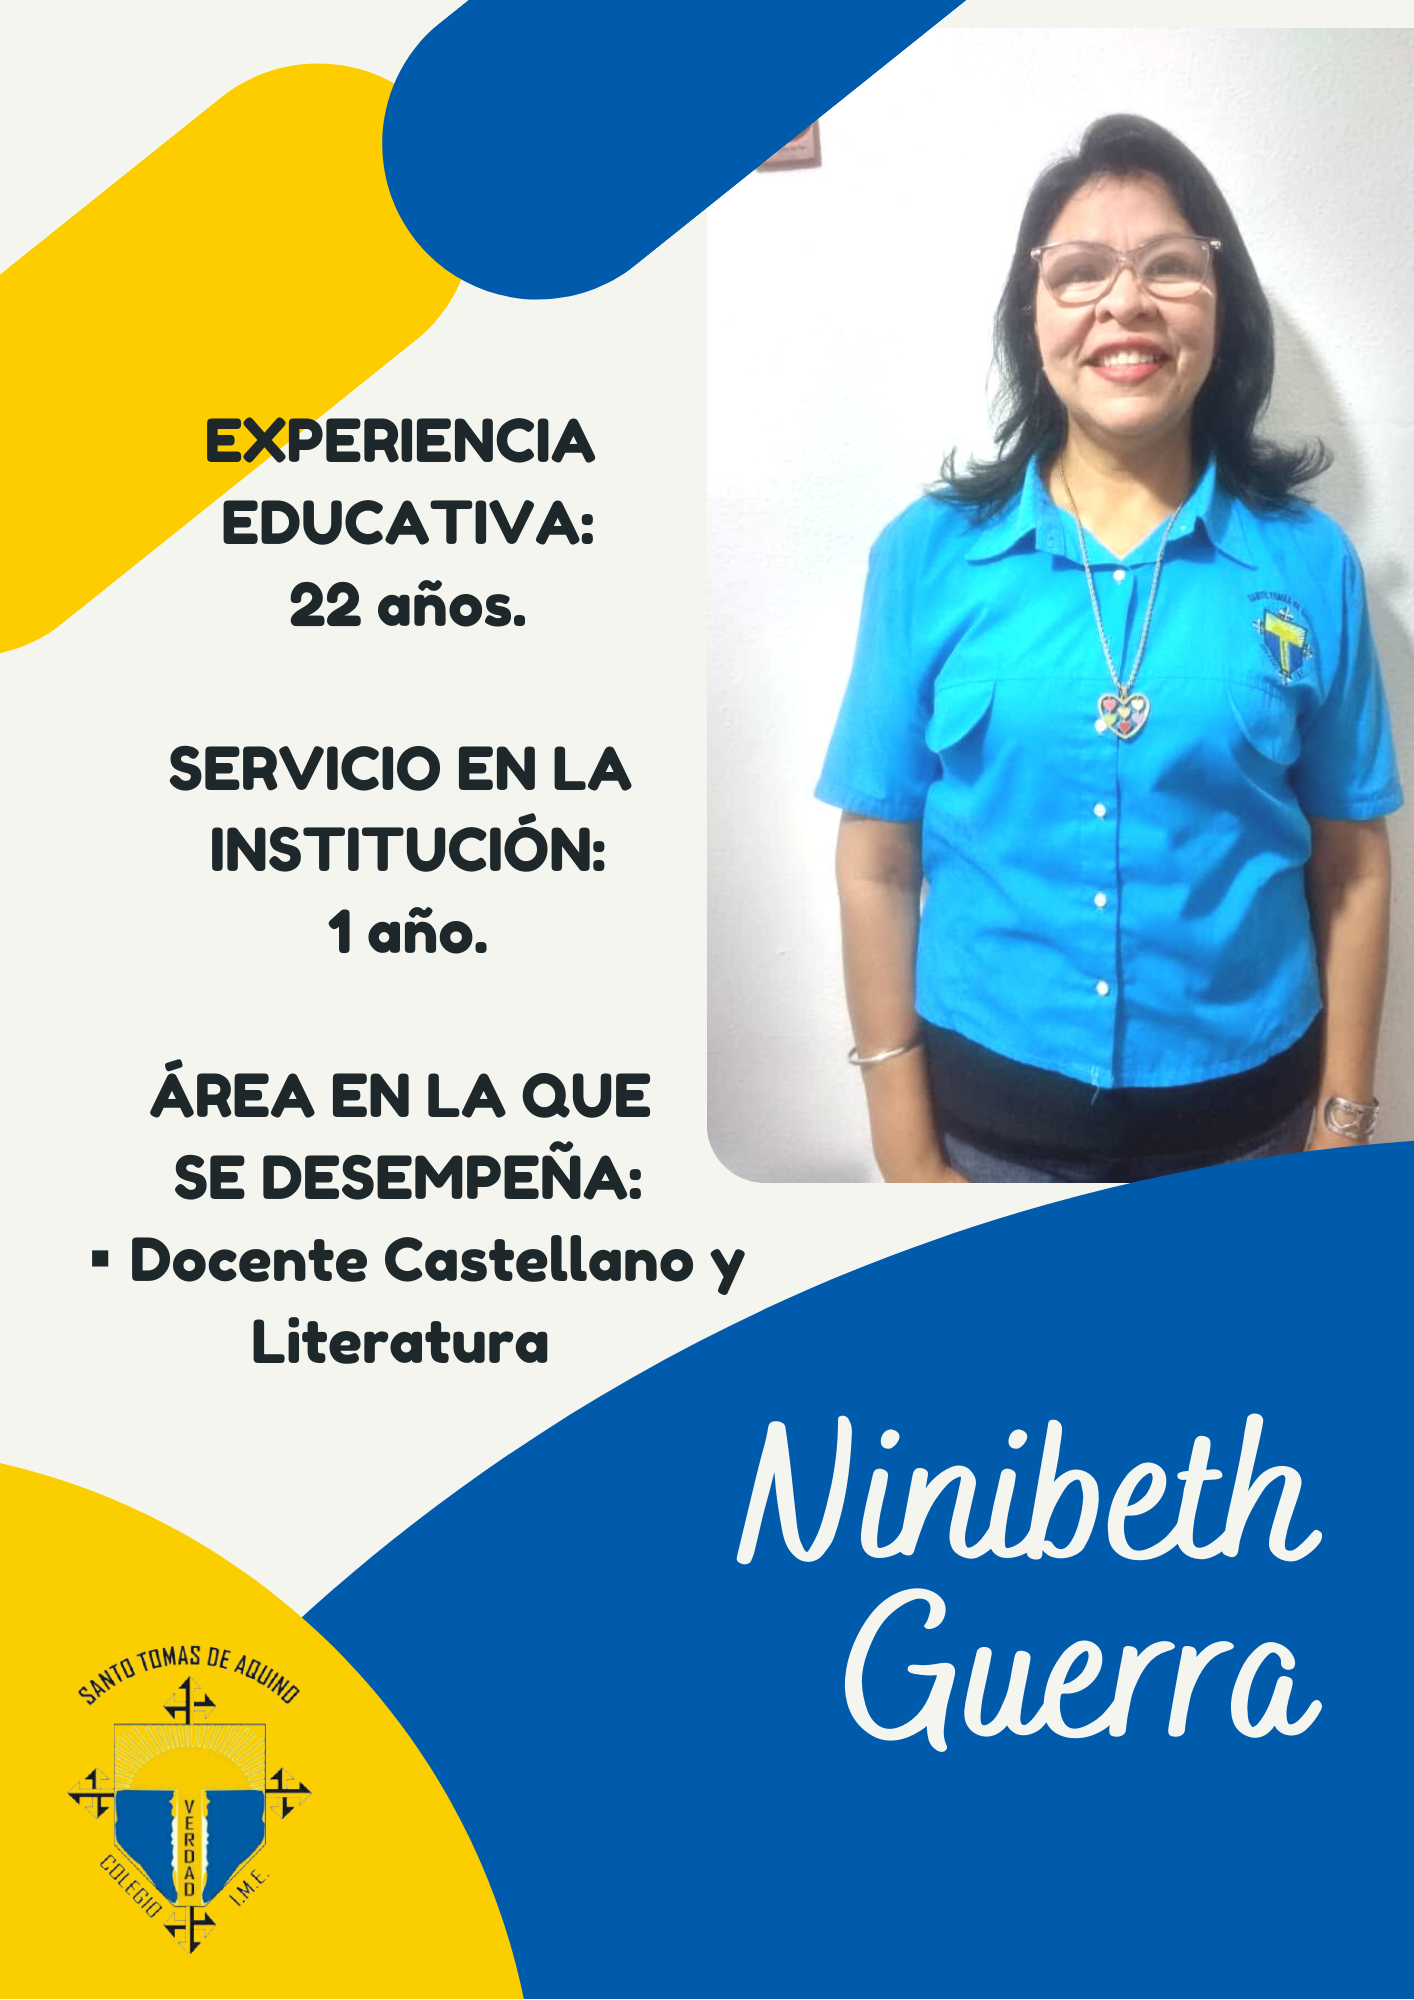 EXPERIENCIA
EDUCATIVA:
22 años.
SERVICIO EN LA
INSTITUCIÓN:
1 año.
ÁREA EN LA QUE
SE DESEMPEÑA:
▪ Docente Castellano y
Literatura
Ninibeth
Guerra
SANTO TOMAS DE AQUINO
VERDAD
COLEGIO I.M.E.